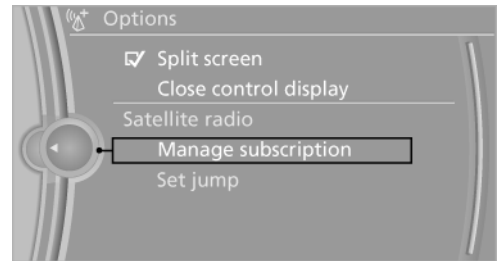 Options
Split screen
Close control display
Satellite radio
Manage subscription
Set jump